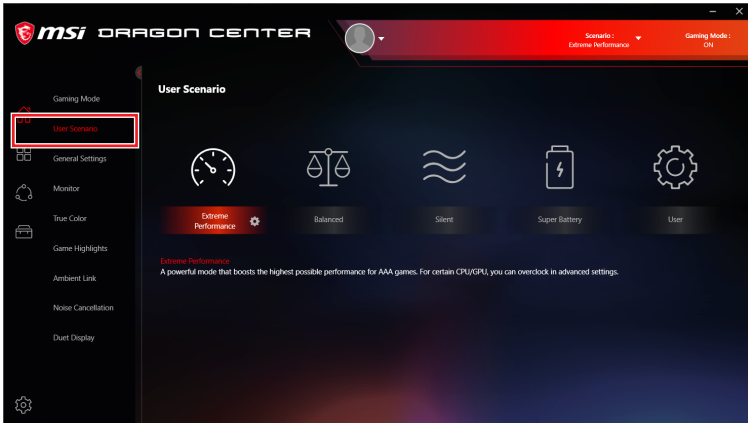 msi DRAGON CENTER
Scenario :
Extreme Performance
Gaming Mode :
ON
Gaming Mode
User Scenario
General Settings
Monitor
True Color
Game Highlights
Ambient Link
Noise Cancellation
Duet Display
User Scenario
Extreme
Performance
Balanced
Silent
Super Battery
User
Extreme Performance
A powerful mode that boosts the highest possible performance for AAA games. For certain CPU/GPU, you can overclock in advanced settings.